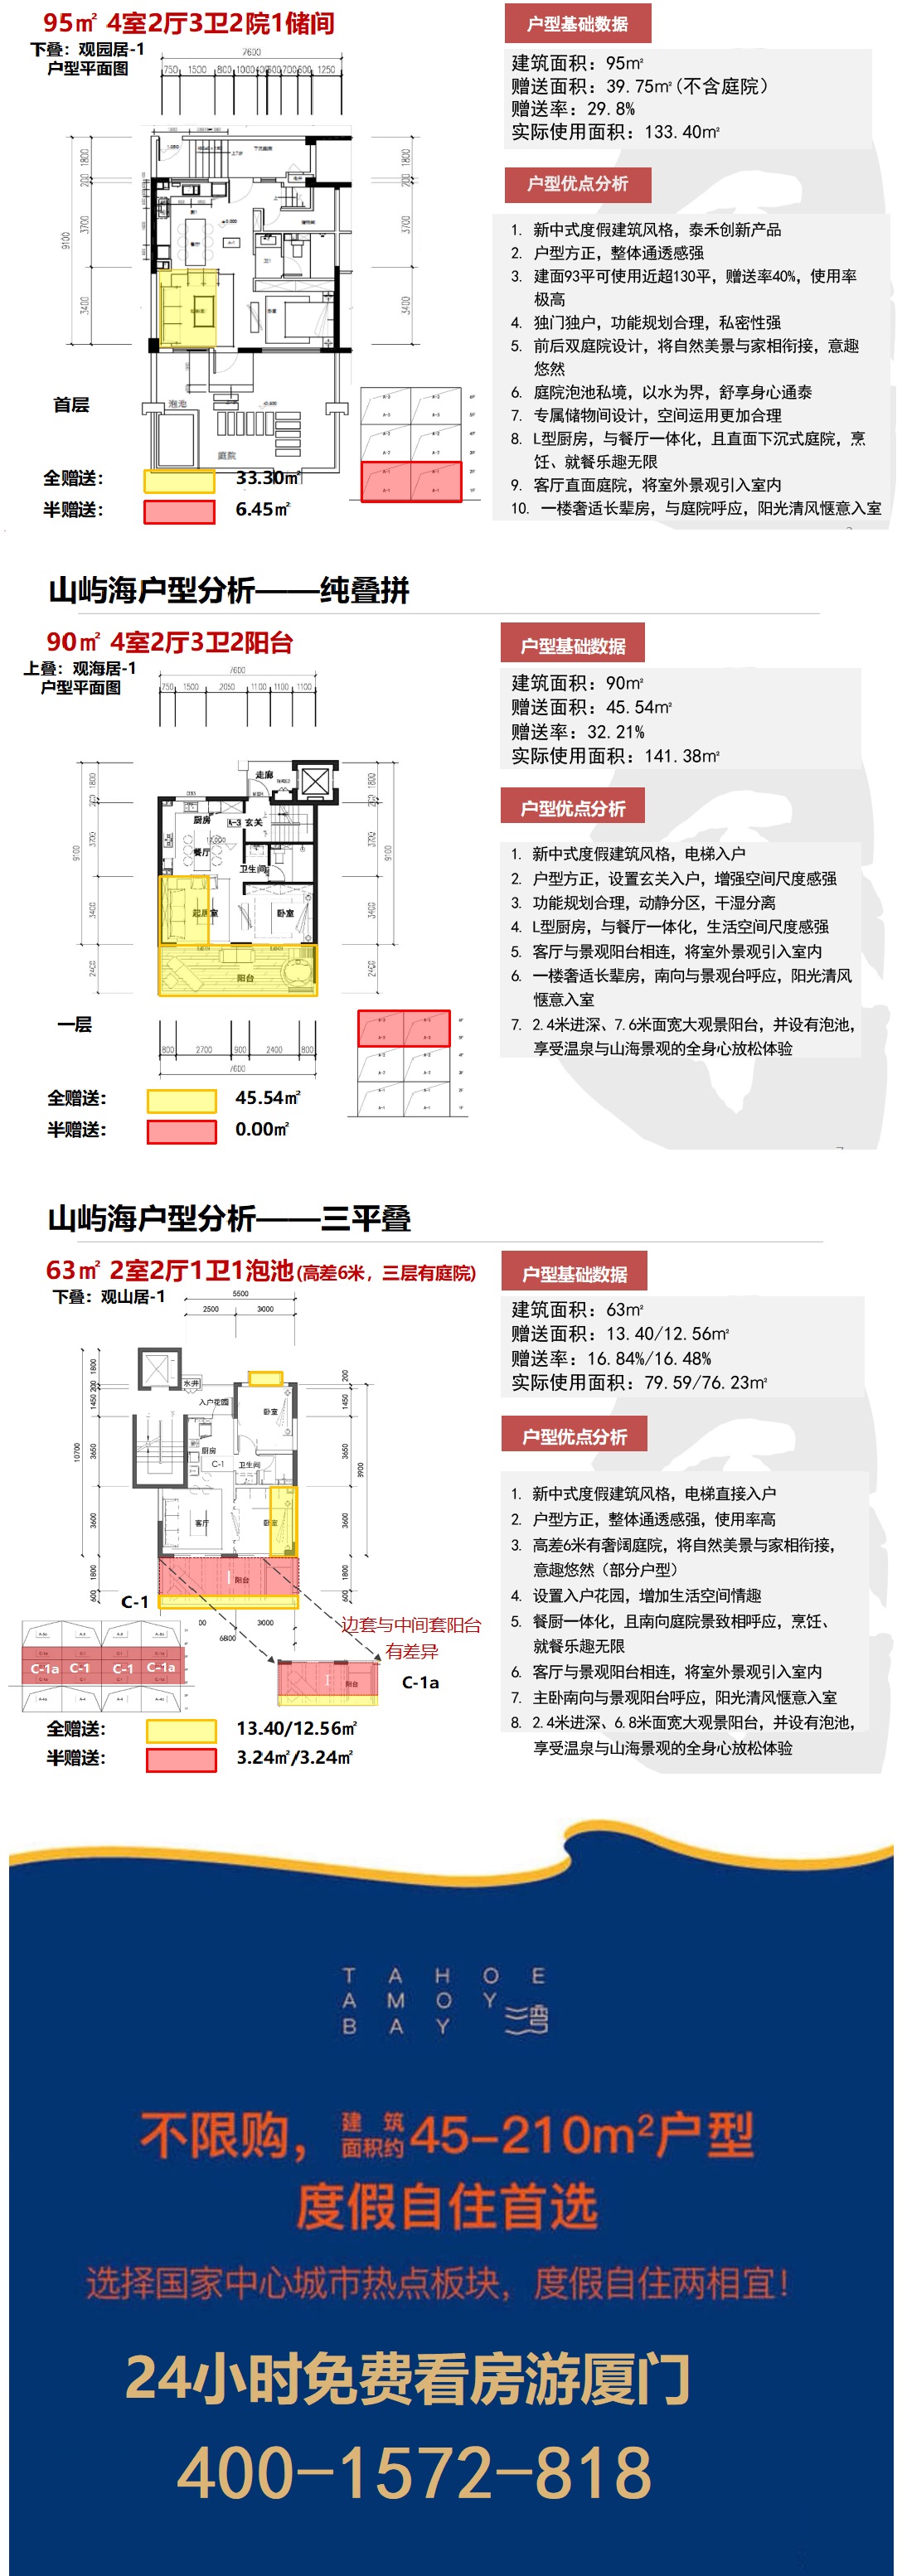 95㎡ 4室2厅3卫2院1储间
下叠：观园居-1
户型平面图
7600
750 1500 800 1000 400 600 700 600 1250
1800
200
3700
3400
9100
1800
200
3700
3400
餐厅
卧室
泡池
庭院
首层
全赠送： 33.30㎡
半赠送： 6.45㎡
户型基础数据
建筑面积：95㎡
赠送面积：39.75㎡(不含庭院）
赠送率：29.8%
实际使用面积：133.40㎡
户型优点分析
1. 新中式度假建筑风格，泰禾创新产品
2. 户型方正，整体通透感强
3. 建面93平可使用近超130平，赠送率40%，使用率
极高
4. 独门独户，功能规划合理，私密性强
5. 前后双庭院设计，将自然美景与家相衔接，意趣
悠然
6. 庭院泡池私境，以水为界，舒享身心通泰
7. 专属储物间设计，空间运用更加合理
8. L型厨房，与餐厅一体化，且直面下沉式庭院，烹
饪、就餐乐趣无限
9. 客厅直面庭院，将室外景观引入室内
10. 一楼奢适长辈房，与庭院呼应，阳光清风惬意入室
山屿海户型分析——纯叠拼
90㎡ 4室2厅3卫2阳台
上叠：观海居-1
户型平面图
7600
750 1500 2050 1100 1100 1100
走廊
厨房
A-3 玄关
餐厅
卫生间
起居室
卧室
阳台
1800
3700
3400
2400
9100
1800
3700
3400
2400
9100
一层
800 2700 900 2400 800
7600
全赠送： 45.54㎡
半赠送： 0.00㎡
户型基础数据
建筑面积：90㎡
赠送面积：45.54㎡
赠送率：32.21%
实际使用面积：141.38㎡
户型优点分析
1. 新中式度假建筑风格，电梯入户
2. 户型方正，设置玄关入户，增强空间尺度感强
3. 功能规划合理，动静分区，干湿分离
4. L型厨房，与餐厅一体化，生活空间尺度感强
5. 客厅与景观阳台相连，将室外景观引入室内
6. 一楼奢适长辈房，南向与景观台呼应，阳光清风
惬意入室
7. 2.4米进深、7.6米面宽大观景阳台，并设有泡池，
享受温泉与山海景观的全身心放松体验
山屿海户型分析——三平叠
63㎡ 2室2厅1卫1泡池(高差6米，三层有庭院)
下叠：观山居-1
5500
2500 3000
水井
入户花园
卧室
厨房
C-1
卫生间
客厅
卧室
阳台
1800
200
1450
3650
3600
1800
600
10700
200
1450
3650
3600
1800
600
8900
C-1
00 3000
6800
边套与中间套阳台
有差异
C-1a C-1 C-1 C-1a
阳台
C-1a
全赠送： 13.40/12.56㎡
半赠送： 3.24㎡/3.24㎡
户型基础数据
建筑面积：63㎡
赠送面积：13.40/12.56㎡
赠送率：16.84%/16.48%
实际使用面积：79.59/76.23㎡
户型优点分析
1. 新中式度假建筑风格，电梯直接入户
2. 户型方正，整体通透感强，使用率高
3. 高差6米有奢阔庭院，将自然美景与家相衔接，
意趣悠然（部分户型）
4. 设置入户花园，增加生活空间情趣
5. 餐厨一体化，且南向庭院景致相呼应，烹饪、
就餐乐趣无限
6. 客厅与景观阳台相连，将室外景观引入室内
7. 主卧南向与景观阳台呼应，阳光清风惬意入室
8. 2.4米进深、6.8米面宽大景阳台，并设有泡池，
享受温泉与山海景观的全身心放松体验
TAHOE
AMOY
BAY 湾
不限购，建筑面积约45-210m²户型
度假自住首选
选择国家中心城市热点板块，度假自住两相宜！
24小时免费看房游厦门
400-1572-818